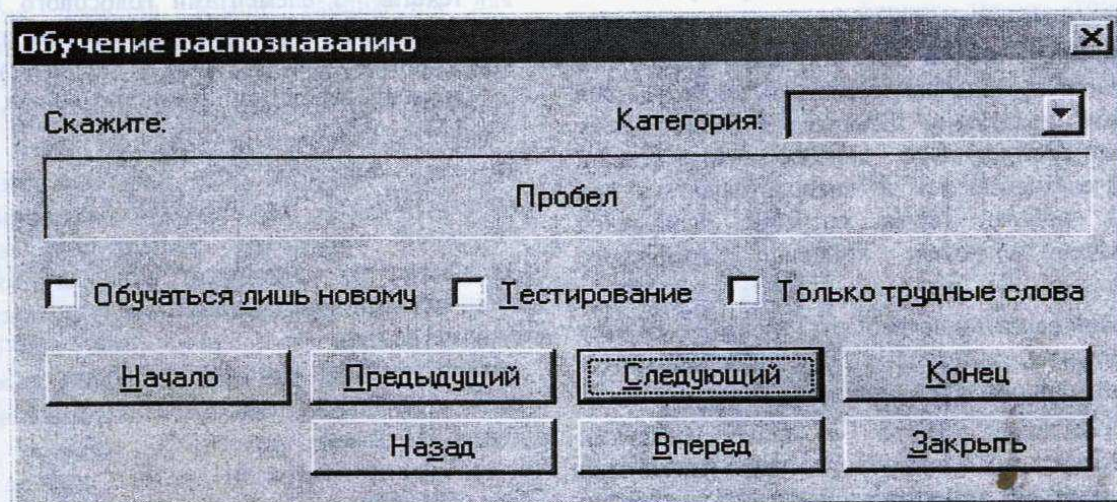 Обучение распознаванию
Скажите: Категория:
Пробел
Обучаться лишь новому Тестирование Только трудные слова
Начало Предыдущий Следующий Конец
Назад Вперед Закрыть